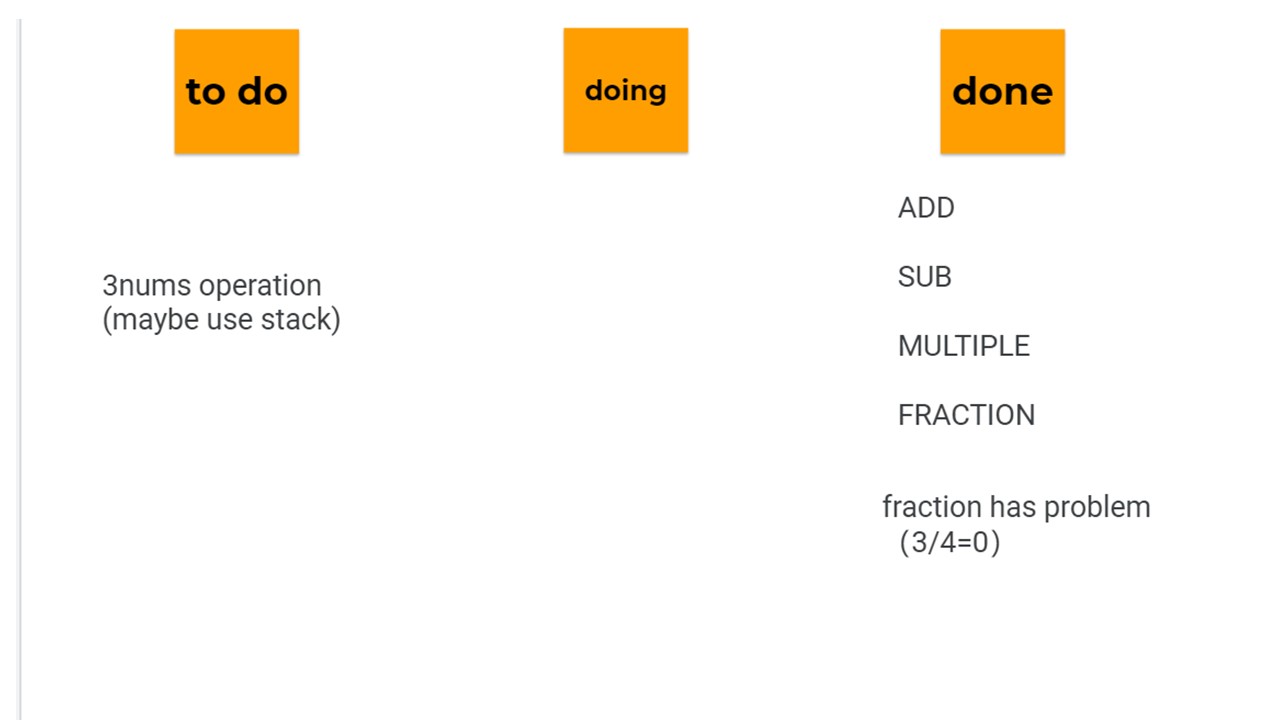 to do
doing
done
3nums operation
(maybe use stack)
ADD
SUB
MULTIPLE
FRACTION
fraction has problem
(3/4=0)